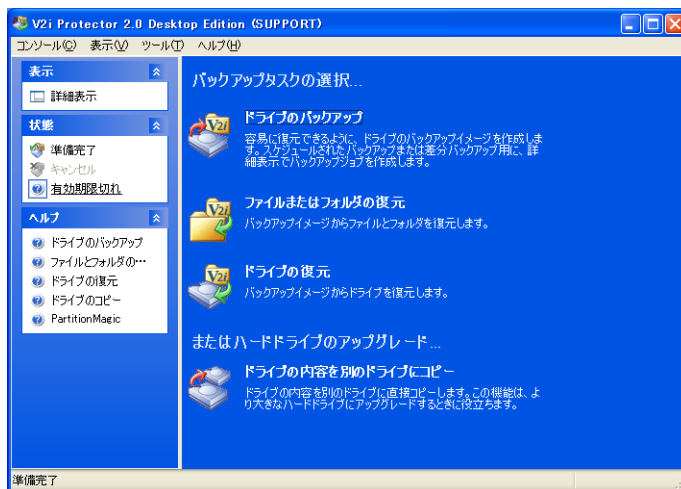 V2i Protector 2.0 Desktop Edition (SUPPORT)
コンソール(C) 表示(V) ツール(T) ヘルプ(H)
表示
詳細表示
状態
準備完了
キャンセル
有効期限切れ
ヘルプ
ドライブのバックアップ
ファイルとフォルダの…
ドライブの復元
ドライブのコピー
PartitionMagic
バックアップタスクの選択...
V2i
ドライブのバックアップ
容易に復元できるように、ドライブのバックアップイメージを作成しま
す。スケジュールされたバックアップまたは差分バックアップ用に、詳
細表示でバックアップジョブを作成します。
V2i
ファイルまたはフォルダの復元
バックアップイメージからファイルとフォルダを復元します。
V2i
ドライブの復元
バックアップイメージからドライブを復元します。
またはハードドライブのアップグレード...
ドライブの内容を別のドライブにコピー
ドライブの内容を別のドライブに直接コピーします。この機能は、よ
り大きなハードドライブにアップグレードするときに役立ちます。
準備完了